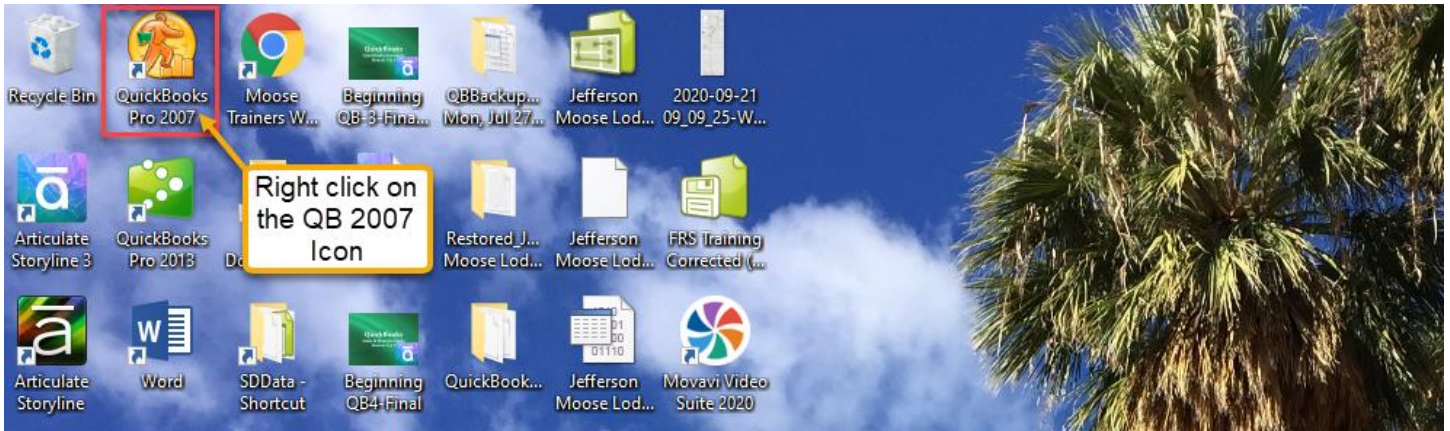 Recycle Bin
QuickBooks
Pro 2007
Moose
Trainers W...
Beginning
QB-3-Fina...
QBBackup...
Mon, Jul 27...
Jefferson
Moose Lod...
2020-09-21
09_09_25-W...
Right click on
the QB 2007
Icon
Articulate
Storyline 3
QuickBooks
Pro 2013
Restored_J...
Moose Lod...
Jefferson
Moose Lod...
FRS Training
Corrected (...
Articulate
Storyline
Word
SDData -
Shortcut
Beginning
QB4-Final
QuickBook...
Jefferson
Moose Lod...
Movavi Video
Suite 2020